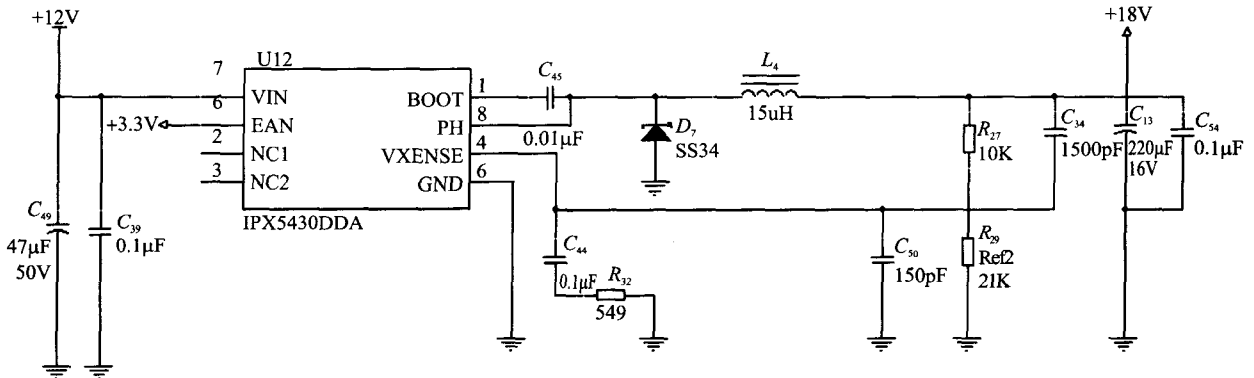 +12V
+18V
U12
7
VIN
6
EAN
+3.3V
2
NC1
3
NC2
BOOT
1
PH
8
VXENSE
4
GND
6
IPX5430DDA
C45
0.01μF
L4
15uH
D7
SS34
R27
10K
C34
1500pF
C13
220μF
16V
C54
0.1μF
C49
47μF
50V
C39
0.1μF
C44
0.1μF
R32
549
C50
150pF
R29
Ref2
21K